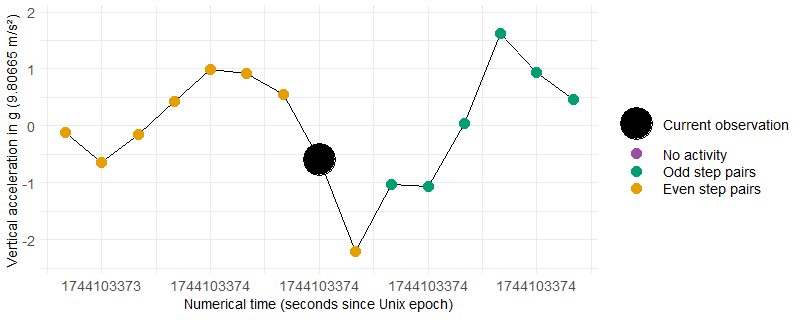 Vertical acceleration in g (9.80665 m/s²)
2
1
0
-1
-2
1744103373
1744103374
1744103374
1744103374
1744103374
Numerical time (seconds since Unix epoch)
Current observation
No activity
Odd step pairs
Even step pairs